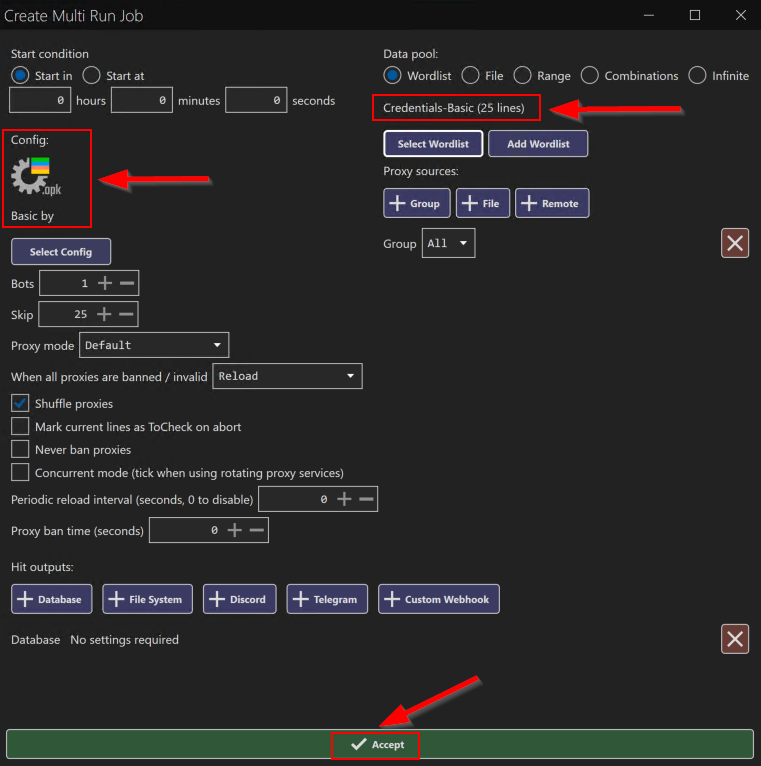 Create Multi Run Job
Start condition
Start in
Start at
0 hours 0 minutes 0 seconds
Config:
.opk
Basic by
Select Config
Bots 1
Skip 25
Proxy mode Default
When all proxies are banned / invalid Reload
Shuffle proxies
Mark current lines as ToCheck on abort
Never ban proxies
Concurrent mode (tick when using rotating proxy services)
Periodic reload interval (seconds, 0 to disable) 0
Proxy ban time (seconds) 0
Data pool:
Wordlist File Range Combinations Infinite
Credentials-Basic (25 lines)
Select Wordlist Add Wordlist
Proxy sources:
Group File Remote
Group All
Hit outputs:
Database File System Discord Telegram Custom Webhook
Database No settings required
Accept